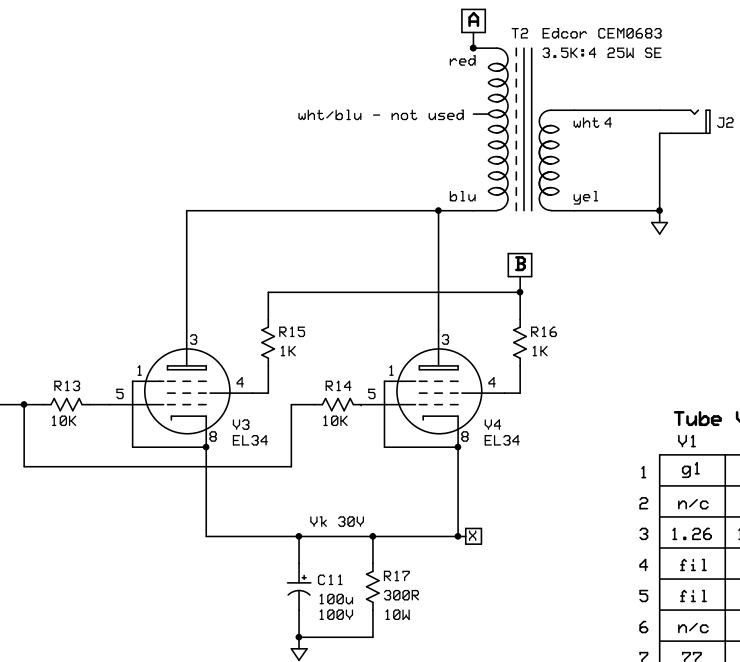 A
T2 Edcor CEM0683
3.5K:4 25W SE
red
wht/blu - not used
wht 4
J2
blu
yel
B
R15
1K
R16
1K
3
3
1
4
1
4
R13
5
R14
5
10K
10K
V3
EL34
V4
EL34
8
8
Tube V
V1
1 g1
2 n/c
3 1.26 1
4 fil
5 fil
6 n/c
7 77
Vk 30V
X
+
C11
100u
100V
R17
300R
10W